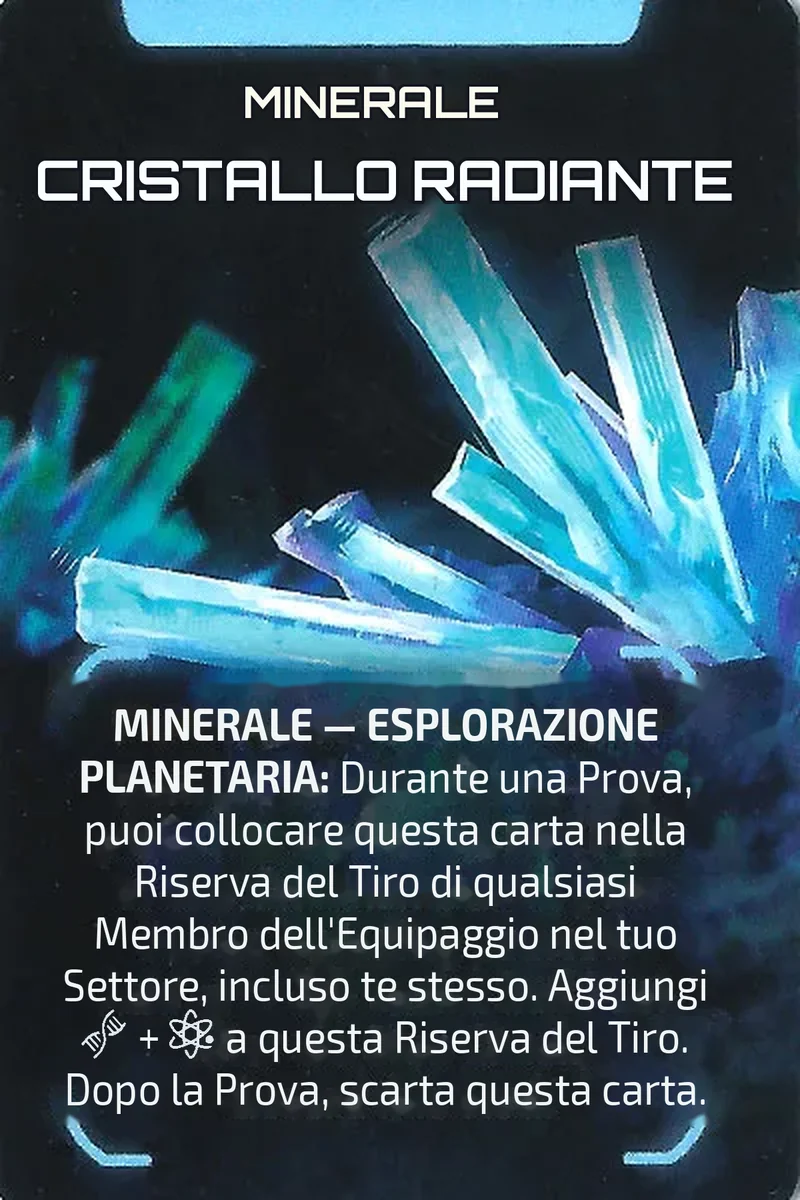 MINERALE
CRISTALLO RADIANTE
MINERALE — ESPLORAZIONE
PLANETARIA: Durante una Prova,
puoi collocare questa carta nella
Riserva del Tiro di qualsiasi
Membro dell'Equipaggio nel tuo
Settore, incluso te stesso. Aggiungi
+ a questa Riserva del Tiro.
Dopo la Prova, scarta questa carta.